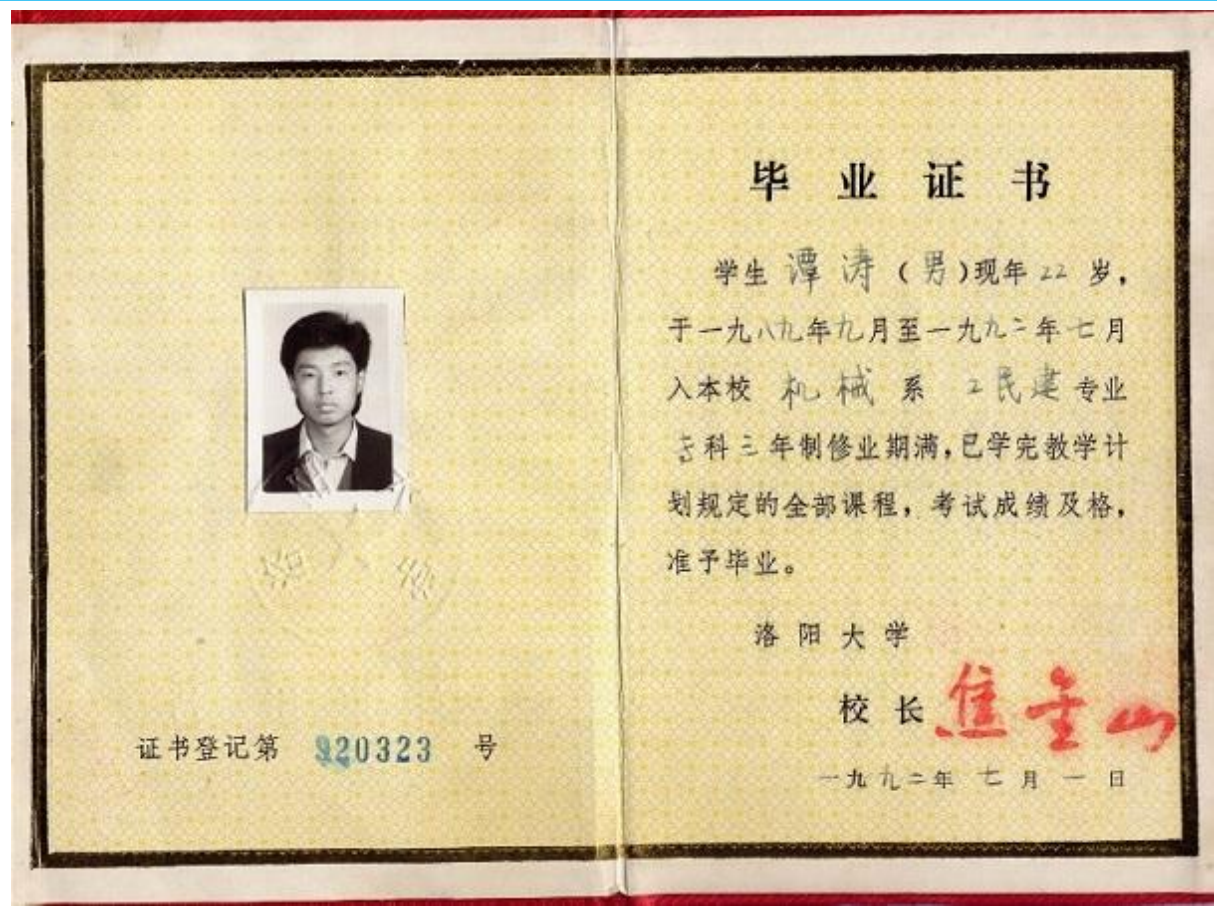 毕业证书
学生 谭涛（男）现年 22 岁，
于一九八九年九月至一九九二年七月
入本校 机械 系 工民建 专业
专科三年制修业期满，已学完教学计
划规定的全部课程，考试成绩及格，
准予毕业。
洛阳大学
校长 焦金山
一九九二年七月一日
证书登记第 920323 号